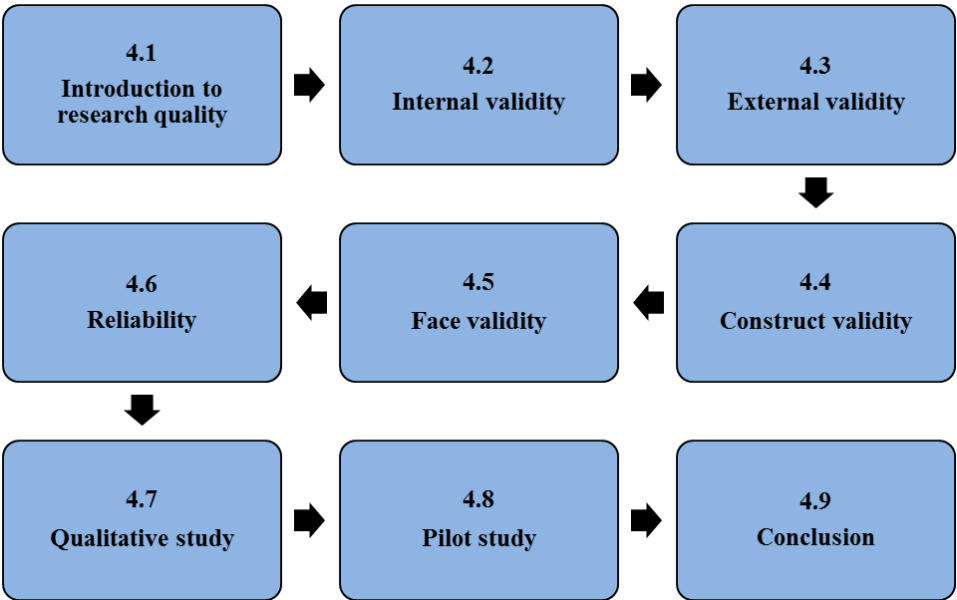 4.1
Introduction to
research quality
4.2
Internal validity
4.3
External validity
4.4
Construct validity
4.5
Face validity
4.6
Reliability
4.7
Qualitative study
4.8
Pilot study
4.9
Conclusion